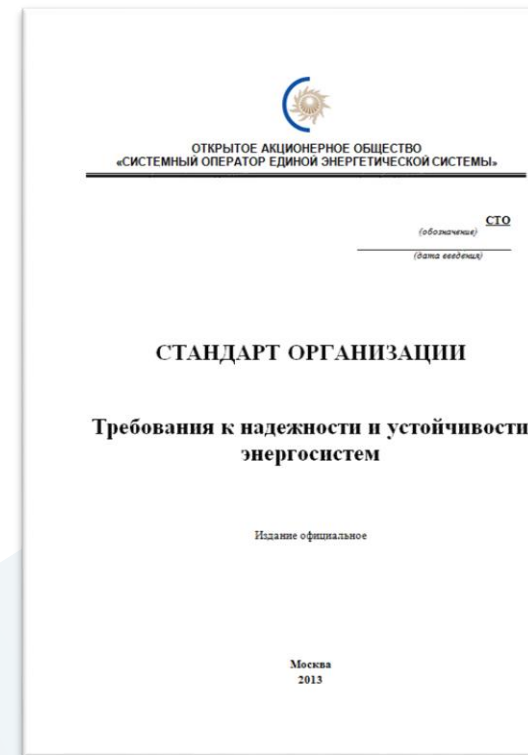 ОТКРЫТОЕ АКЦИОНЕРНОЕ ОБЩЕСТВО
«СИСТЕМНЫЙ ОПЕРАТОР ЕДИНОЙ ЭНЕРГЕТИЧЕСКОЙ СИСТЕМЫ»
СТО
(обозначение)
(дата введения)
СТАНДАРТ ОРГАНИЗАЦИИ
Требования к надежности и устойчивости
энергосистем
Издание официальное
Москва
2013